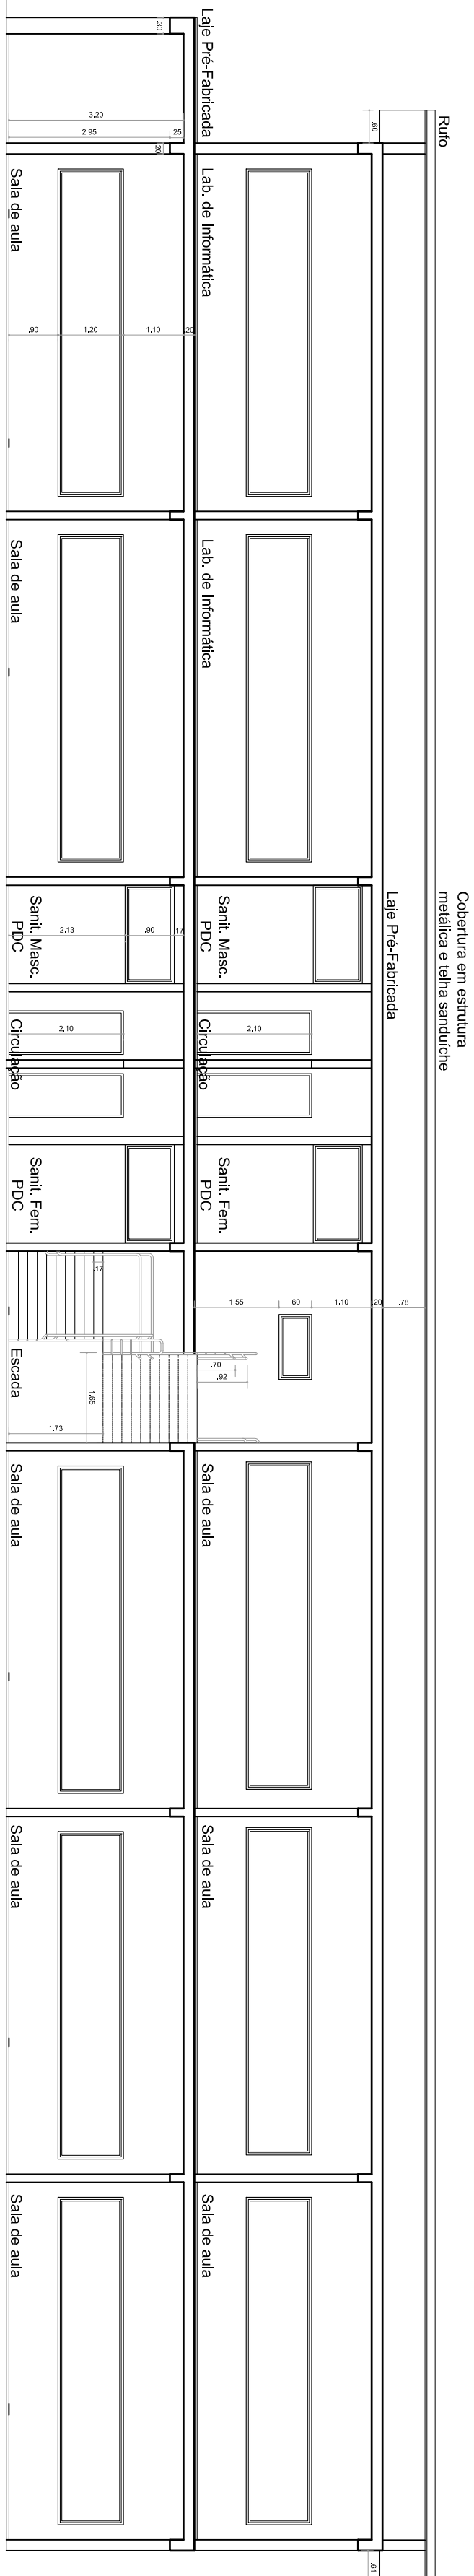 Cobertura em estrutura
metálica e telha sanduíche
Rufo
.60
.78
.61
Laje Pré-Fabricada
Laje Pré-Fabricada
.20
1.10
.60
1.55
2,10
.70
.92
Lab. de Informática
Lab. de Informática
Sanit. Masc.
PDC
Circulação
Sanit. Fem.
PDC
Sala de aula
Sala de aula
Sala de aula
.30
3.20
2.95
.25
.20
.20
1.10
1.20
.90
.17
.90
2.13
2,10
.17
1.65
1.73
Sala de aula
Sala de aula
Sanit. Masc.
PDC
Circulação
Sanit. Fem.
PDC
Escada
Sala de aula
Sala de aula
Sala de aula